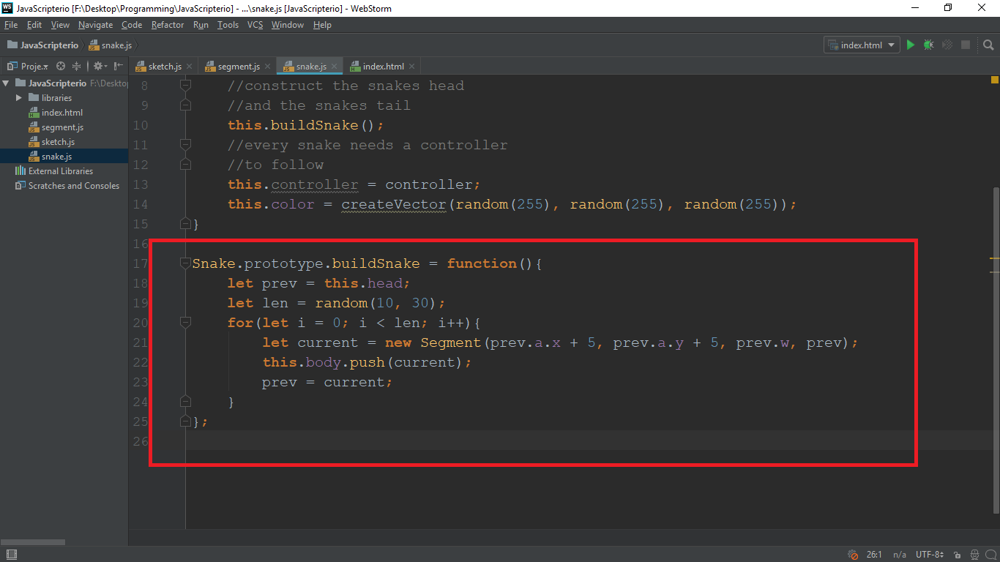 JavaScripterio [F:\Desktop\Programming\JavaScripterio] - ...\snake.js [JavaScripterio] - WebStorm
File Edit View Navigate Code Refactor Run Tools VCS Window Help
JavaScripterio snake.js index.html
Proje.. sketch.js segment.js snake.js index.html
JavaScripterio F:\Deskto
libraries
index.html
segment.js
sketch.js
snake.js
External Libraries
Scratches and Consoles
8 //construct the snakes head
9 //and the snakes tail
10 this.buildSnake();
11 //every snake needs a controller
12 //to follow
13 this.controller = controller;
14 this.color = createVector(random(255), random(255), random(255));
15 }
16
17 Snake.prototype.buildSnake = function(){
18 let prev = this.head;
19 let len = random(10, 30);
20 for(let i = 0; i < len; i++){
21 let current = new Segment(prev.a.x + 5, prev.a.y + 5, prev.w, prev);
22 this.body.push(current);
23 prev = current;
24 }
25 };
26
26:1 n/a UTF-8